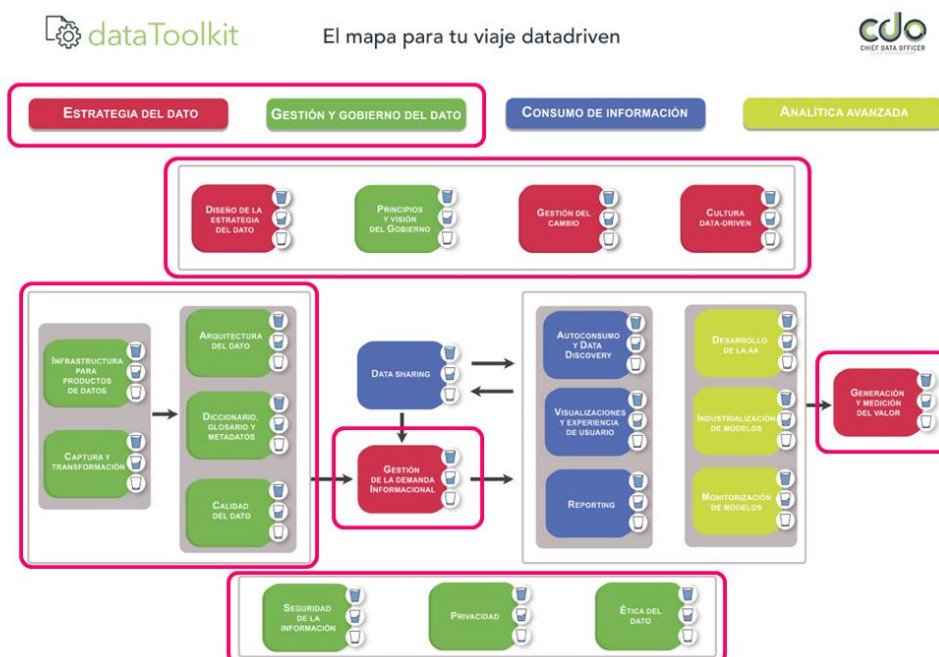 dataToolkit
El mapa para tu viaje datadriven
cdo
CHIEF DATA OFFICER
ESTRATEGIA DEL DATO
GESTIÓN Y GOBIERNO DEL DATO
CONSUMO DE INFORMACIÓN
ANALÍTICA AVANZADA
DISEÑO DE LA
ESTRATEGIA
DEL DATO
PRINCIPIOS
Y VISIÓN
DEL GOBIERNO
GESTIÓN DEL
CAMBIO
CULTURA
DATA-DRIVEN
INFRASTRUCTURA
PARA
PRODUCTOS
DE DATOS
CAPTURA Y
TRANSFORMACIÓN
ARQUITECTURA
DEL DATO
DICCIONARIO,
GLOSARIO Y
METADATOS
CALIDAD
DEL DATO
DATA SHARING
GESTIÓN
DE LA DEMANDA
INFORMACIONAL
AUTOCONSUMO
Y DATA
DISCOVERY
VISUALIZACIONES
Y EXPERIENCIA
DE USUARIO
REPORTING
DESARROLLO
DE LA AA
INDUSTRIALIZACIÓN
DE MODELOS
MONITORIZACIÓN
DE MODELOS
GENERACIÓN
Y MEDICIÓN
DEL VALOR
SEGURIDAD
DE LA
INFORMACIÓN
PRIVACIDAD
ÉTICA DEL
DATO